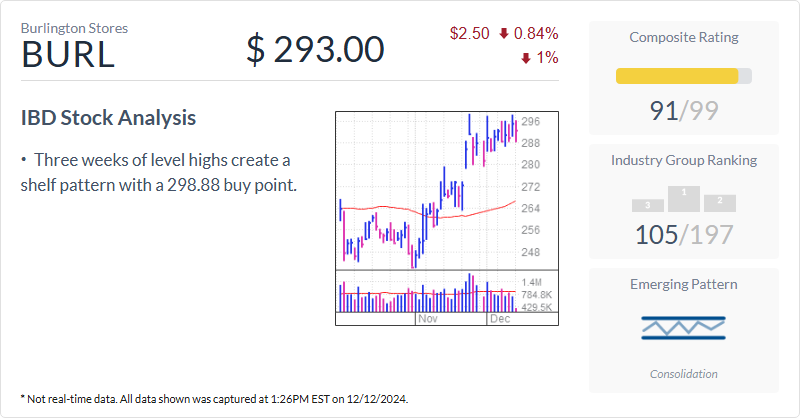 Burlington Stores
BURL
$ 293.00
$2.50 0.84%
1%
IBD Stock Analysis
• Three weeks of level highs create a
shelf pattern with a 298.88 buy point.
296
288
280
272
264
256
248
1.4M
784.8K
429.5K
Nov Dec
Composite Rating
91/99
Industry Group Ranking
3 1 2
105/197
Emerging Pattern
Consolidation
* Not real-time data. All data shown was captured at 1:26PM EST on 12/12/2024.